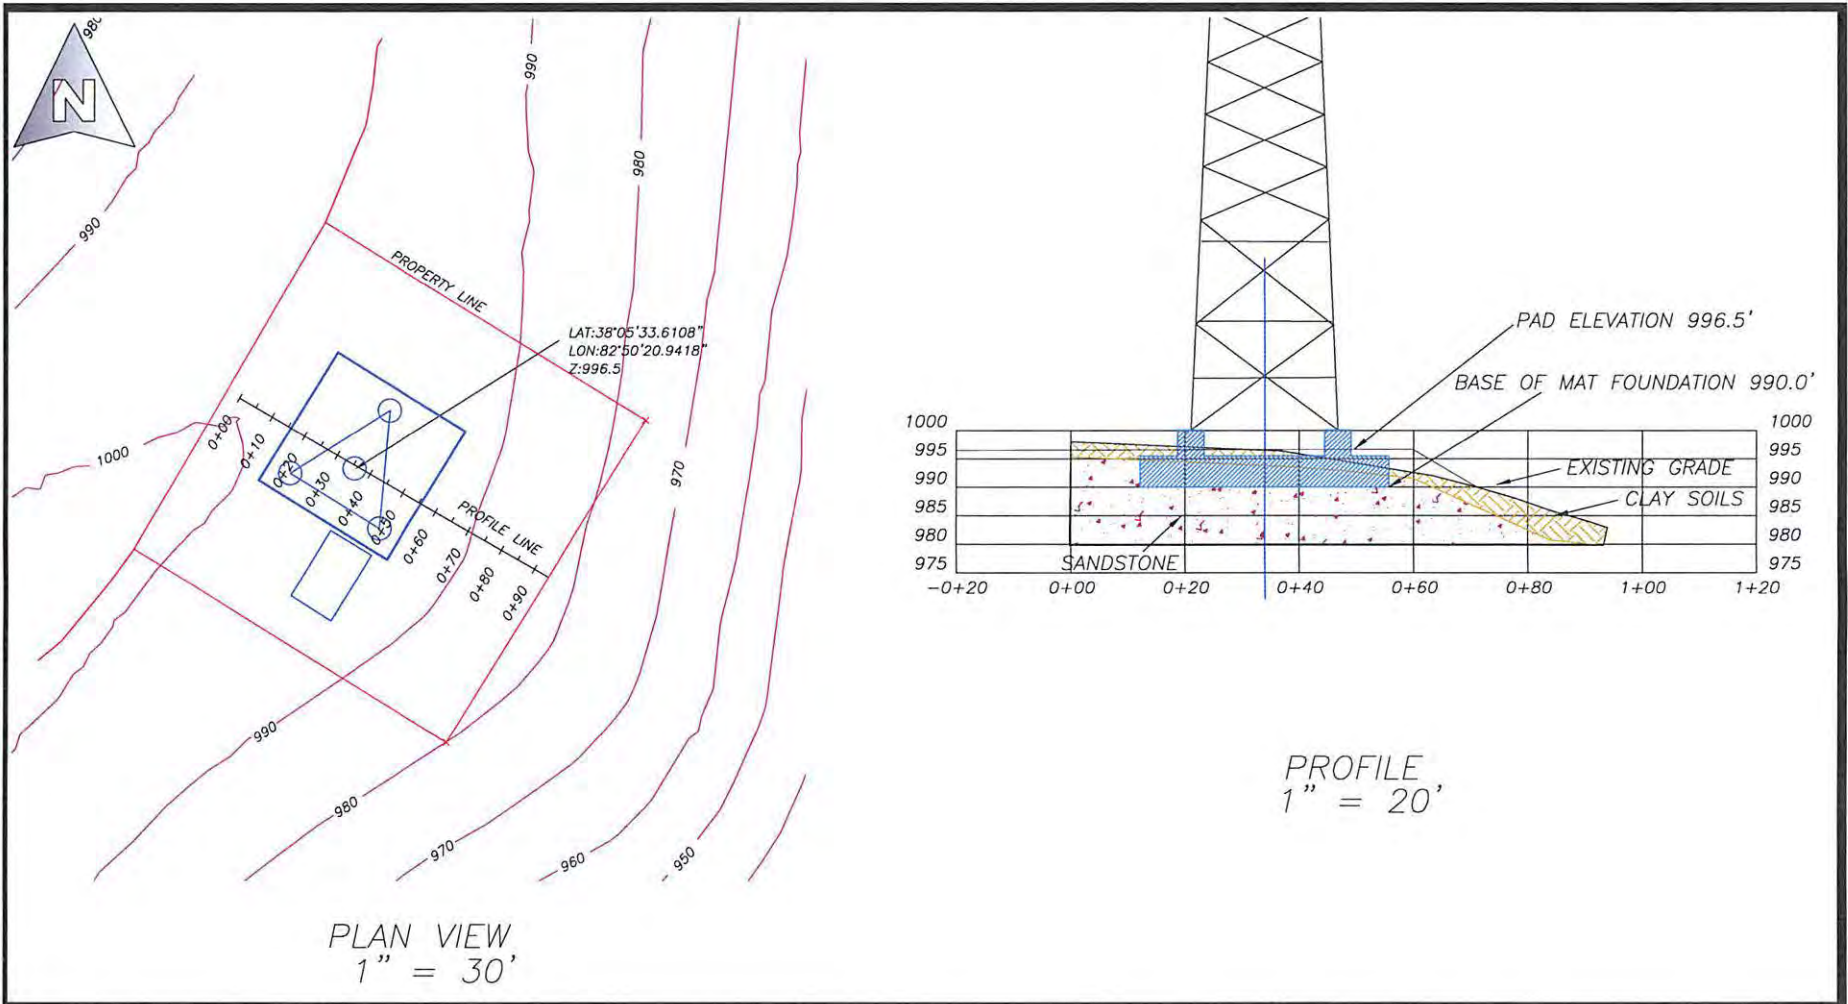 980
N
990
990
980
PROPERTY LINE
LAT:38°05'33.6108"
LON:82°50'20.9418"
Z:996.5
1000
0+00
0+10
0+20
0+30
0+40
0+50
0+60
0+70
0+80
0+90
PROFILE LINE
970
990
980
970
960
950
PLAN VIEW
1" = 30'
PAD ELEVATION 996.5'
BASE OF MAT FOUNDATION 990.0'
1000
995
990
985
980
975
1000
995
990
985
980
975
EXISTING GRADE
CLAY SOILS
SANDSTONE
-0+20
0+00
0+20
0+40
0+60
0+80
1+00
1+20
PROFILE
1" = 20'